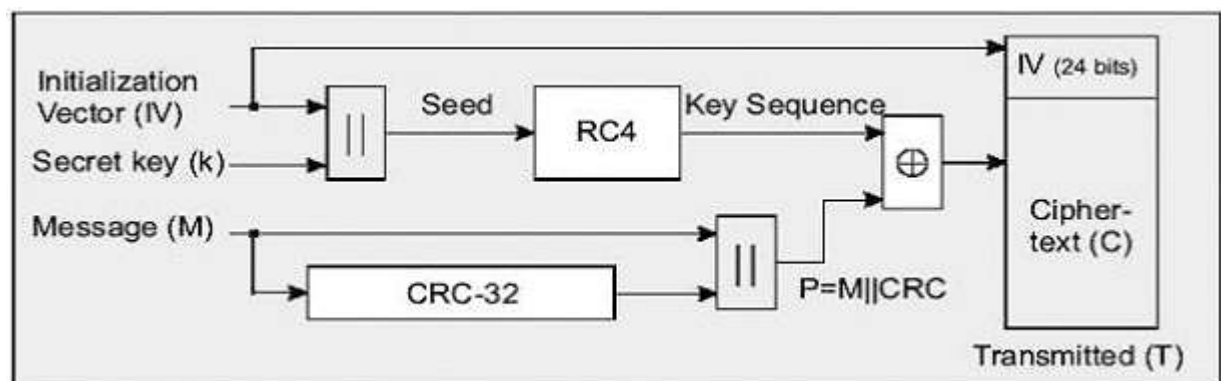 Initialization
Vector (IV)
Secret key (k)
Message (M)
||
Seed
RC4
Key Sequence
⊕
CRC-32
||
P=M||CRC
IV (24 bits)
Cipher-
text (C)
Transmitted (T)